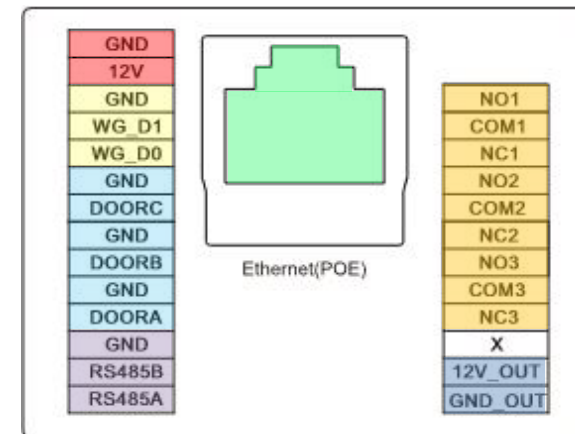 GND
12V
GND
WG_D1
WG_D0
GND
DOORC
GND
DOORB
GND
DOORA
GND
RS485B
RS485A
Ethernet(POE)
NO1
COM1
NC1
NO2
COM2
NC2
NO3
COM3
NC3
X
12V_OUT
GND_OUT